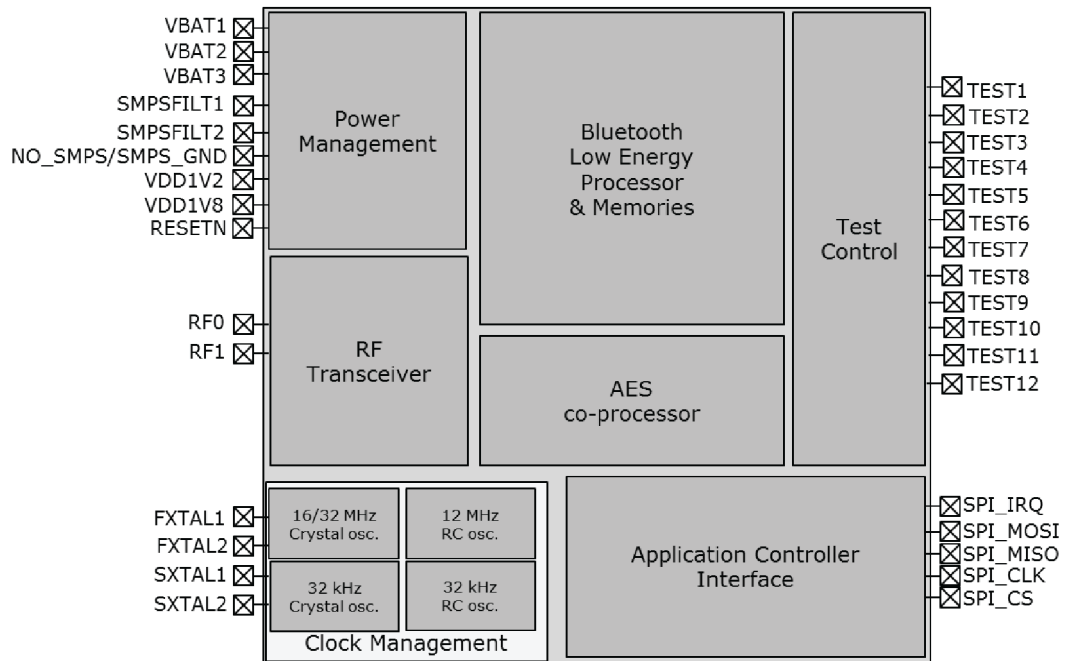 VBAT1
VBAT2
VBAT3
SMPSFILT1
SMPSFILT2
NO_SMPS/SMPS_GND
VDD1V2
VDD1V8
RESETN
RF0
RF1
FXTAL1
FXTAL2
SXTAL1
SXTAL2
Power
Management
RF
Transceiver
16/32 MHz
Crystal osc.
12 MHz
RC osc.
32 kHz
Crystal osc.
32 kHz
RC osc.
Clock Management
Bluetooth
Low Energy
Processor
& Memories
AES
co-processor
Test
Control
Application Controller
Interface
TEST1
TEST2
TEST3
TEST4
TEST5
TEST6
TEST7
TEST8
TEST9
TEST10
TEST11
TEST12
SPI_IRQ
SPI_MOSI
SPI_MISO
SPI_CLK
SPI_CS